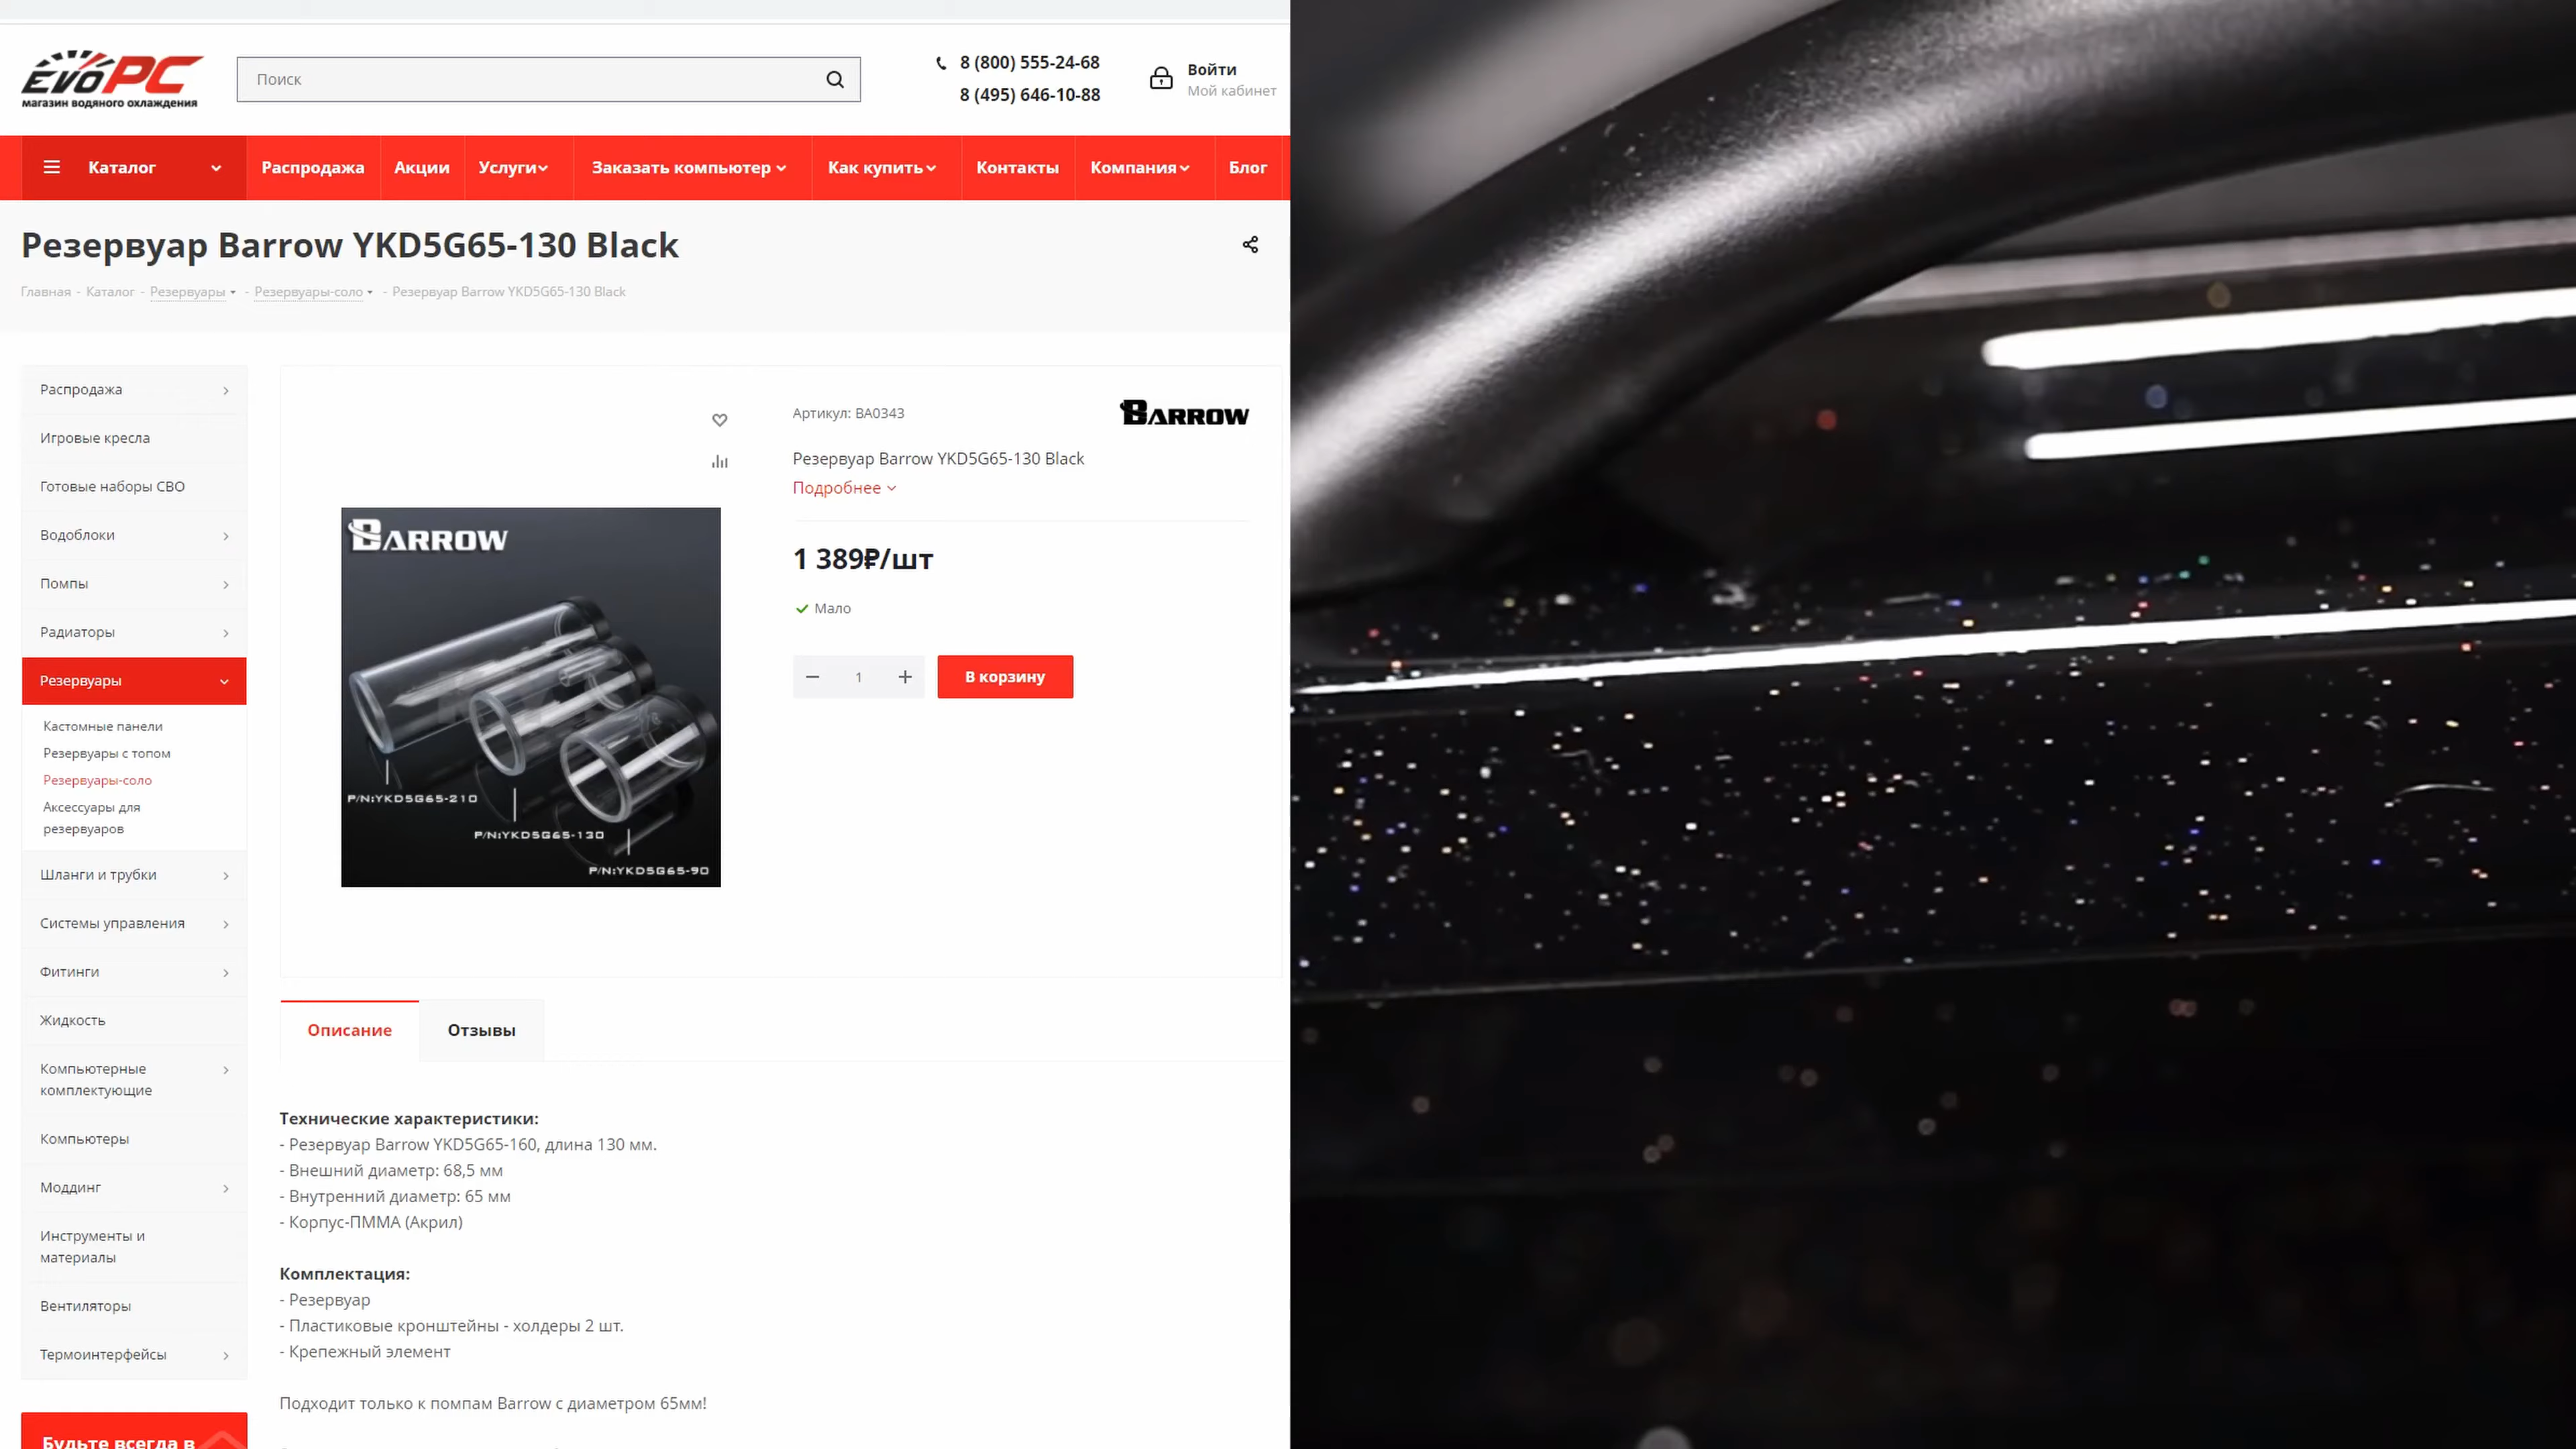 EVOPC
магазин водяного охлаждения
Поиск
8 (800) 555-24-68
8 (495) 646-10-88
Войти
Мой кабинет
Каталог
Распродажа
Акции
Услуги
Заказать компьютер
Как купить
Контакты
Компания
Блог
Резервуар Barrow YKD5G65-130 Black
Главная - Каталог - Резервуары - Резервуары-соло - Резервуар Barrow YKD5G65-130 Black
Распродажа
Игровые кресла
Готовые наборы СВО
Водоблоки
Помпы
Радиаторы
Резервуары
Кастомные панели
Резервуары с топом
Резервуары-соло
Аксессуары для
резервуаров
Шланги и трубки
Системы управления
Фитинги
Жидкость
Компьютерные
комплектующие
Компьютеры
Моддинг
Инструменты и
материалы
Вентиляторы
Термоинтерфейсы
Будьте всегда в
BARROW
P/N:YKD5G65-210
P/N:YKD5G65-130
P/N:YKD5G65-90
Артикул: BA0343
BARROW
Резервуар Barrow YKD5G65-130 Black
Подробнее
1 389₽/шт
Мало
1
В корзину
Описание
Отзывы
Технические характеристики:
- Резервуар Barrow YKD5G65-160, длина 130 мм.
- Внешний диаметр: 68,5 мм
- Внутренний диаметр: 65 мм
- Корпус-ПММА (Акрил)
Комплектация:
- Резервуар
- Пластиковые кронштейны - холдеры 2 шт.
- Крепежный элемент
Подходит только к помпам Barrow с диаметром 65мм!